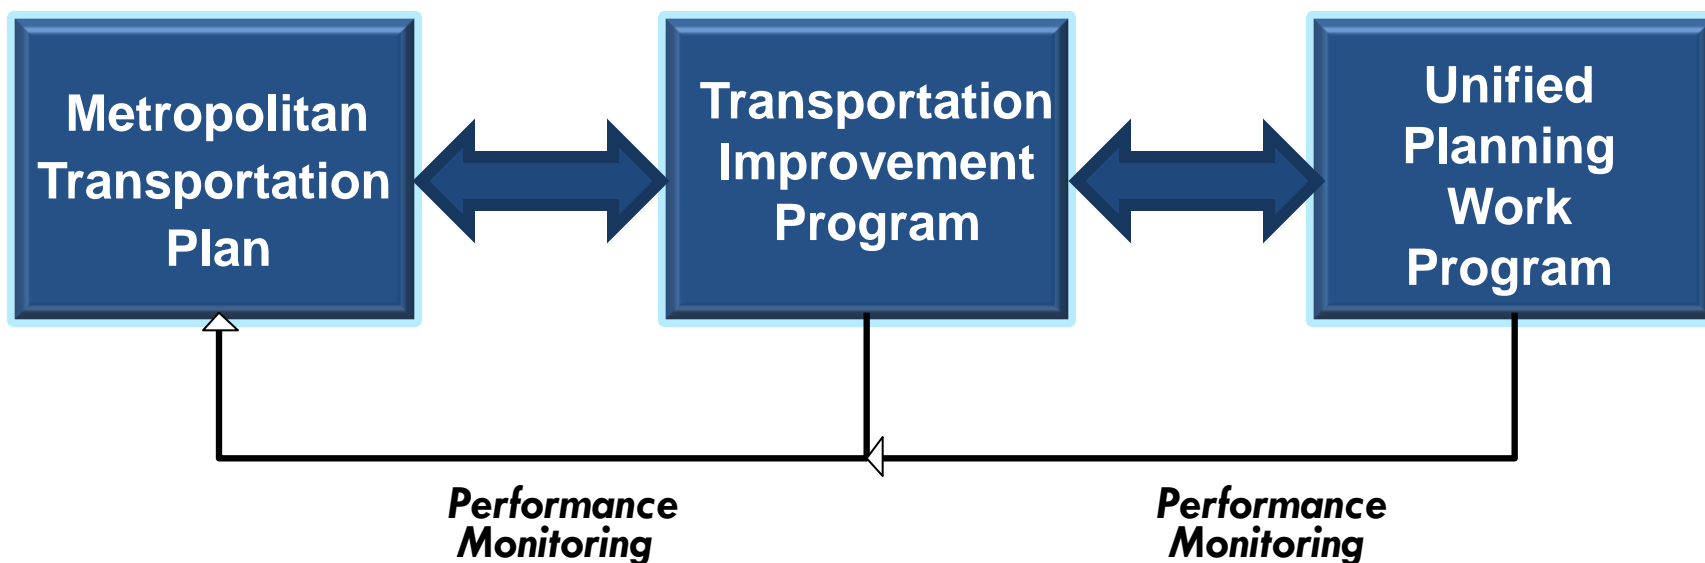 Metropolitan
Transportation
Plan
Transportation
Improvement
Program
Unified
Planning
Work
Program
Performance
Monitoring
Performance
Monitoring